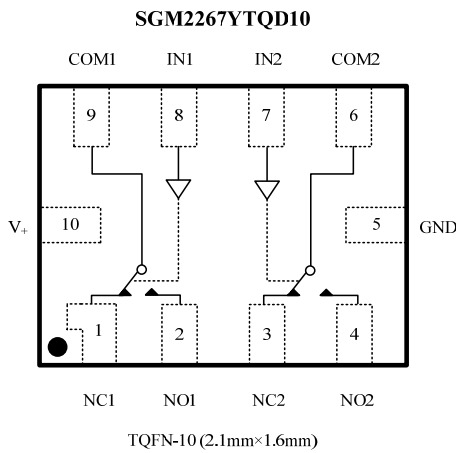 SGM2267YTQD10
COM1 IN1 IN2 COM2
9 8 7 6
V+ 10 5 GND
1 2 3 4
NC1 NO1 NC2 NO2
TQFN-10 (2.1mm×1.6mm)